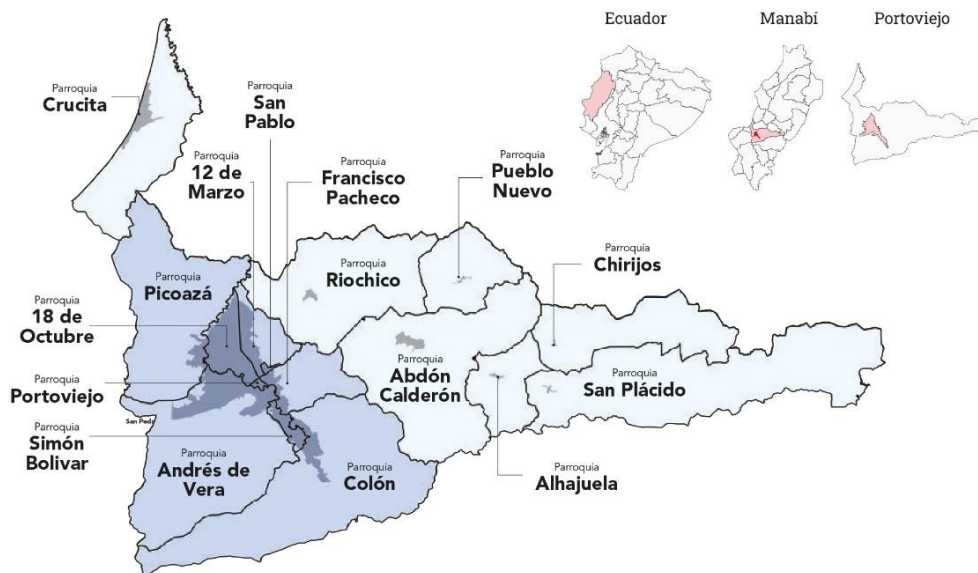 Ecuador
Manabí
Portoviejo
Parroquia
Crucita
Parroquia
San
Pablo
Parroquia
12 de
Marzo
Parroquia
Francisco
Pacheco
Parroquia
Pueblo
Nuevo
Parroquia
Chirijos
Parroquia
Riochico
Parroquia
Picoazá
Parroquia
18 de
Octubre
Parroquia
Portoviejo
Parroquia
Abdón
Calderón
Parroquia
San Plácido
Parroquia
Simón
Bolivar
Parroquia
Andrés de
Vera
Parroquia
Colón
Parroquia
Alhajuela